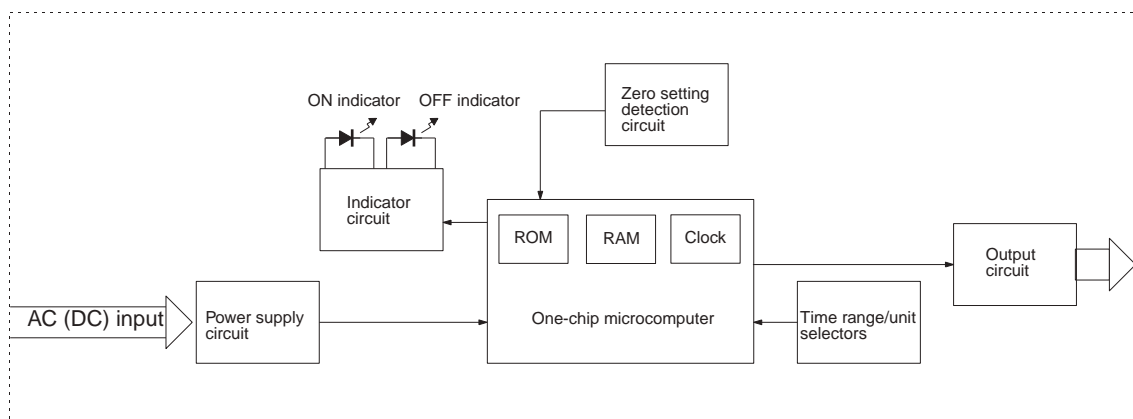 ON indicator
OFF indicator
Zero setting
detection
circuit
Indicator
circuit
ROM
RAM
Clock
Output
circuit
AC (DC) input
Power supply
circuit
One-chip microcomputer
Time range/unit
selectors